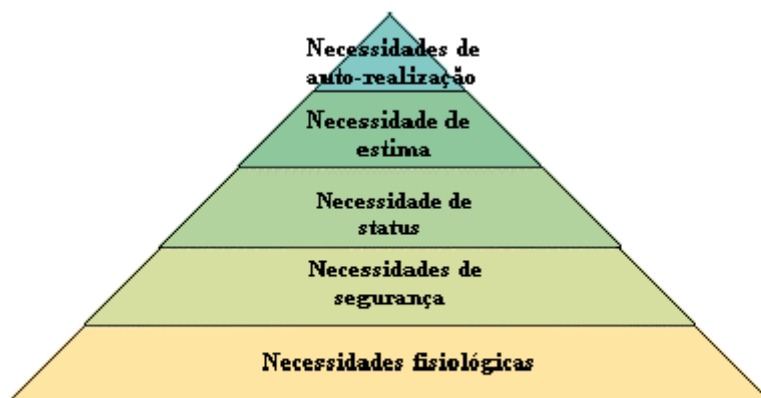 Necessidades de
auto-realização
Necessidade de
estima
Necessidade de
status
Necessidades de
segurança
Necessidades fisiológicas